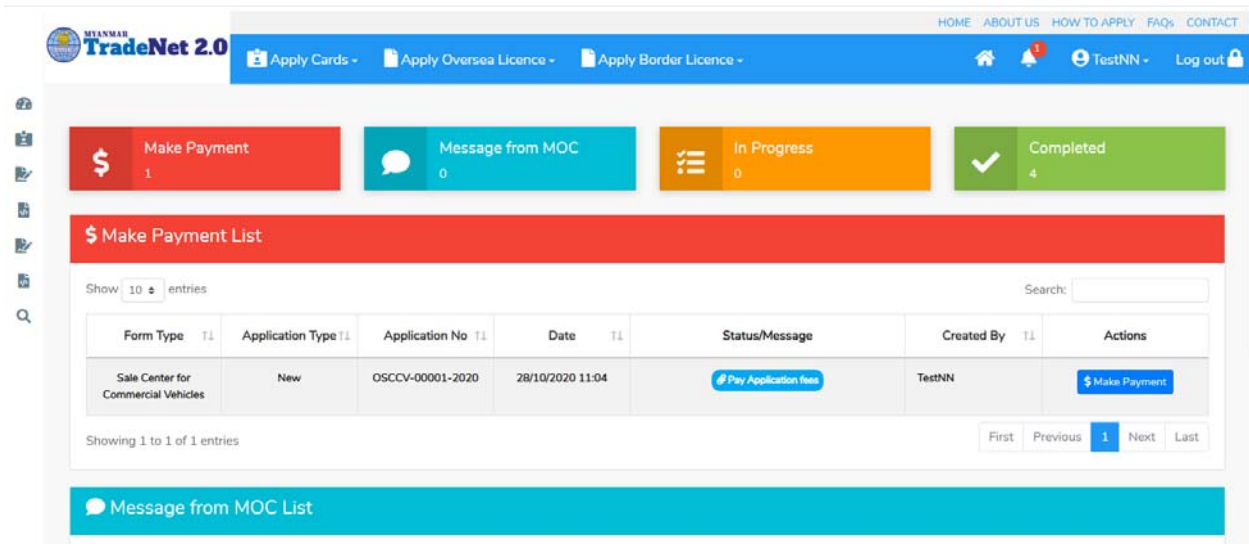 HOME ABOUT US HOW TO APPLY FAQs CONTACT
MYANMAR
TradeNet 2.0
Apply Cards
Apply Oversea Licence
Apply Border Licence
1
TestNN
Log out
Make Payment
1
Message from MOC
0
In Progress
0
Completed
4
Make Payment List
Show 10 entries
Search:
Form Type Application Type Application No Date Status/Message Created By Actions
Sale Center for Commercial Vehicles New OSCCV-00001-2020 28/10/2020 11:04 Pay Application fees TestNN $ Make Payment
Showing 1 to 1 of 1 entries
First Previous 1 Next Last
Message from MOC List